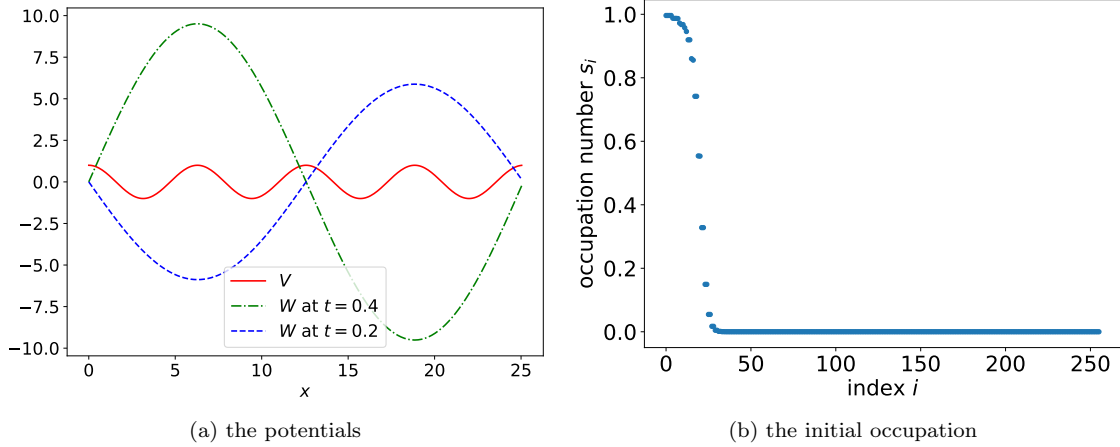 10.0
7.5
5.0
2.5
0.0
−2.5
−5.0
−7.5
−10.0
V
W at t = 0.4
W at t = 0.2
0 5 10 15 20 25
x
(a) the potentials
1.0
0.8
0.6
0.4
0.2
0.0
occupation number s_i
0 50 100 150 200 250
index i
(b) the initial occupation